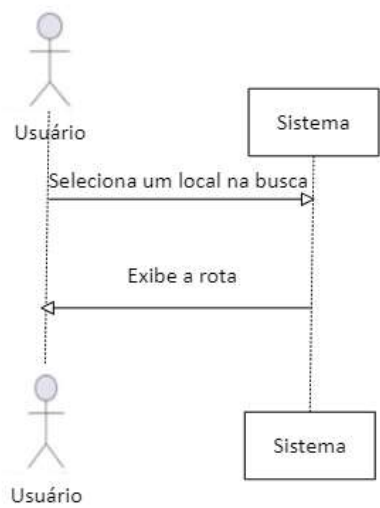 Usuário
Sistema
Seleciona um local na busca
Exibe a rota
Sistema
Usuário